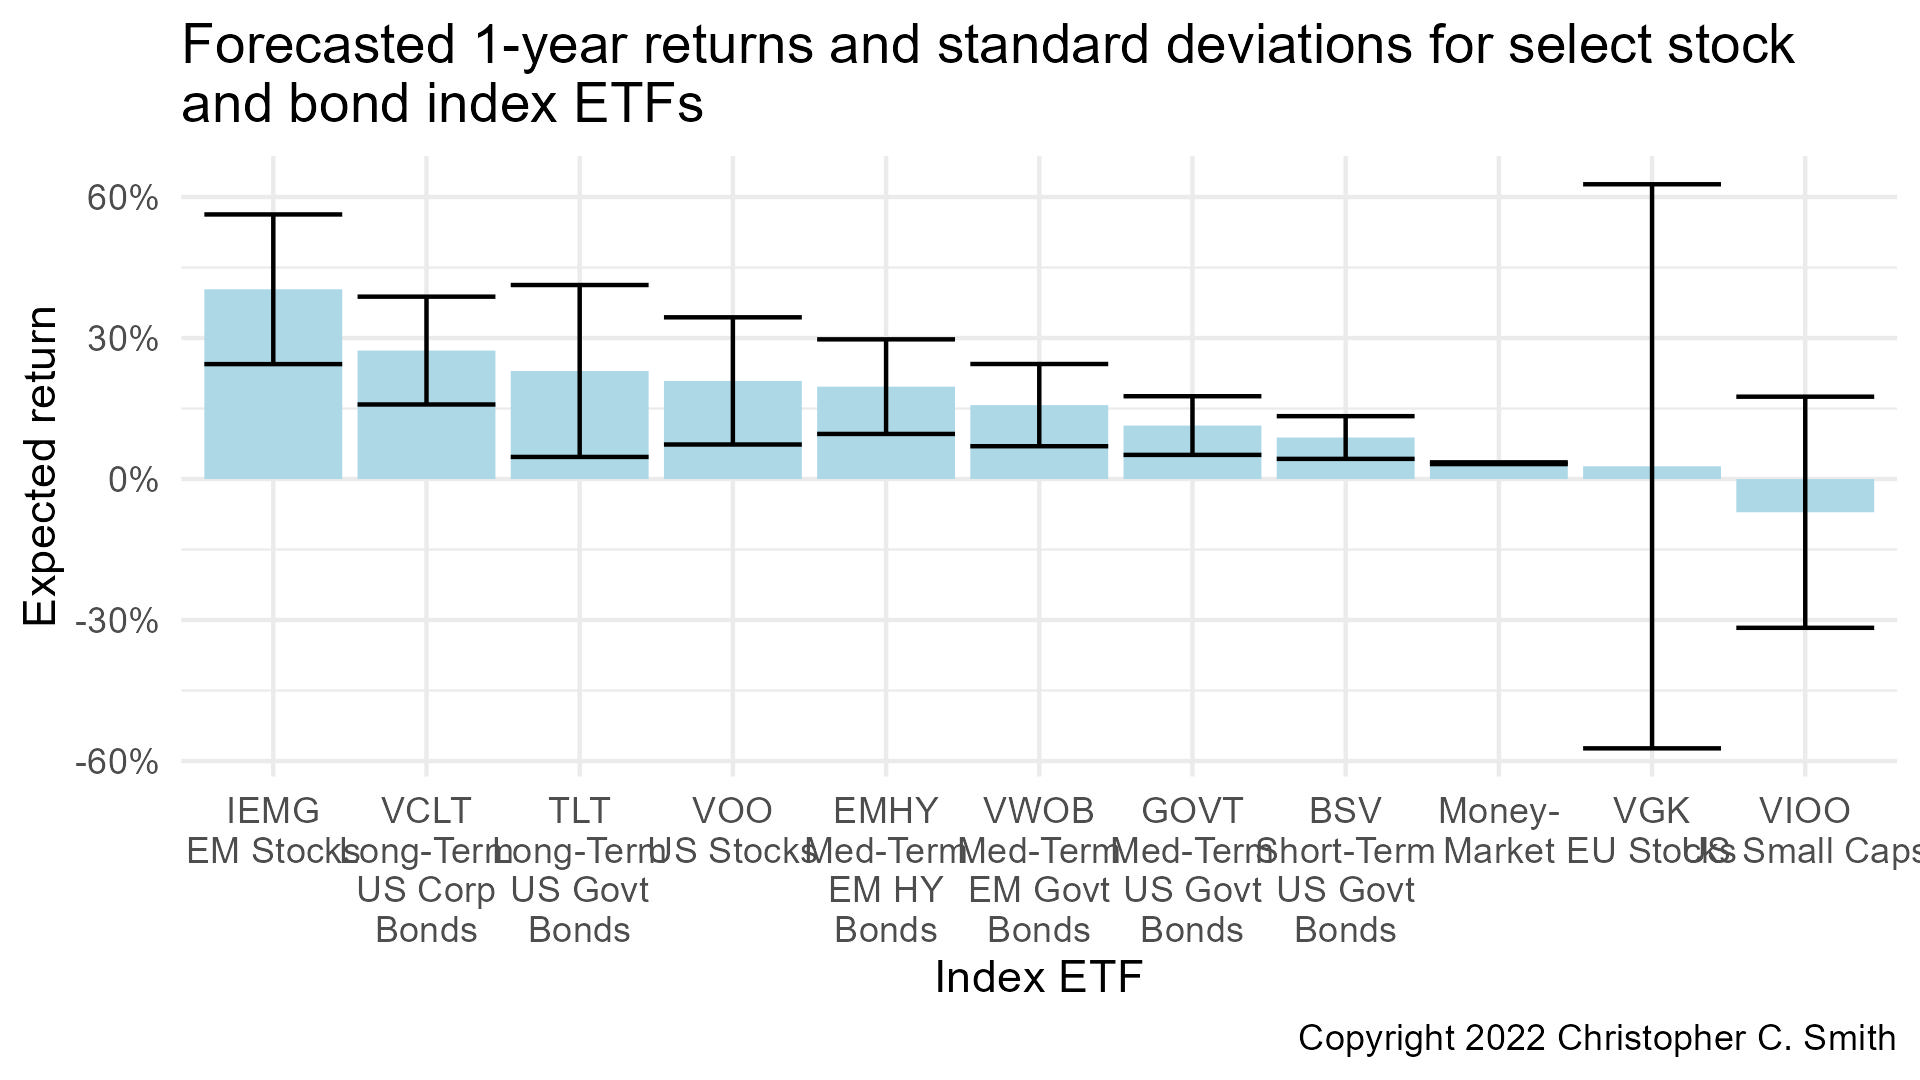 Forecasted 1-year returns and standard deviations for select stock
and bond index ETFs
Expected return
60%
30%
0%
-30%
-60%
IEMG
EM Stocks
VCLT
Long-Term
US Corp
Bonds
TLT
Long-Term
US Govt
Bonds
VOO
US Stocks
EMHY
Med-Term
EM HY
Bonds
VWOB
Med-Term
EM Govt
Bonds
GOVT
Med-Term
US Govt
Bonds
BSV
Short-Term
US Govt
Bonds
Money-
Market
VGK
EU Stocks
VIOO
US Small Caps
Index ETF
Copyright 2022 Christopher C. Smith